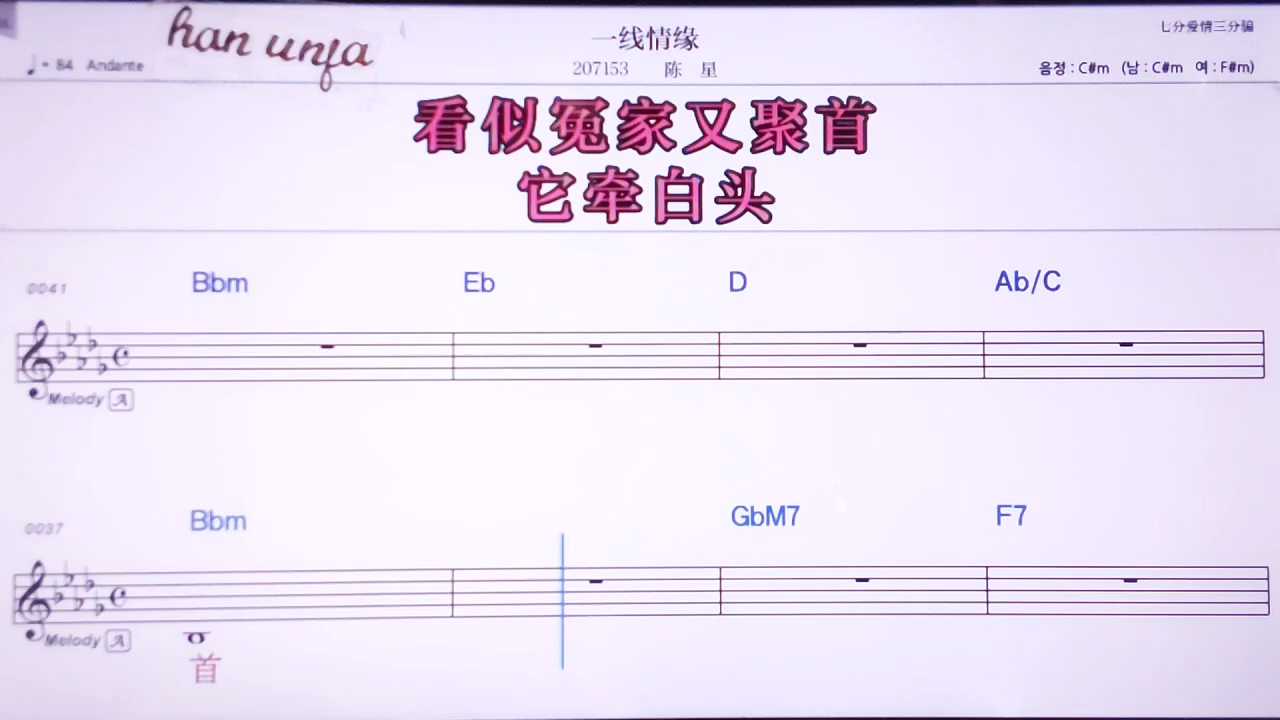 han unfa
一线情缘
七分爱情三分骗
♩= 84 Andante
207153 陈 星
음정 : C#m (남 : C#m 여 : F#m)
看似冤家又聚首
它牵白头
0041 Bbm Eb D Ab/C
Melody A
0037 Bbm GbM7 F7
Melody A
首